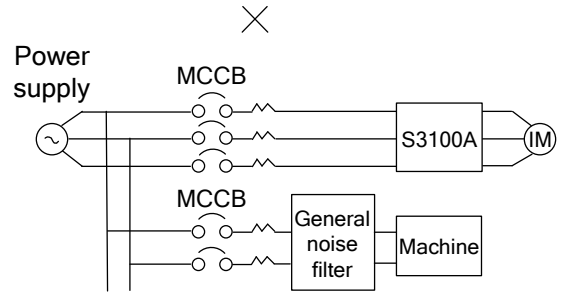 Power
supply
MCCB
S3100A
IM
MCCB
General
noise
filter
Machine